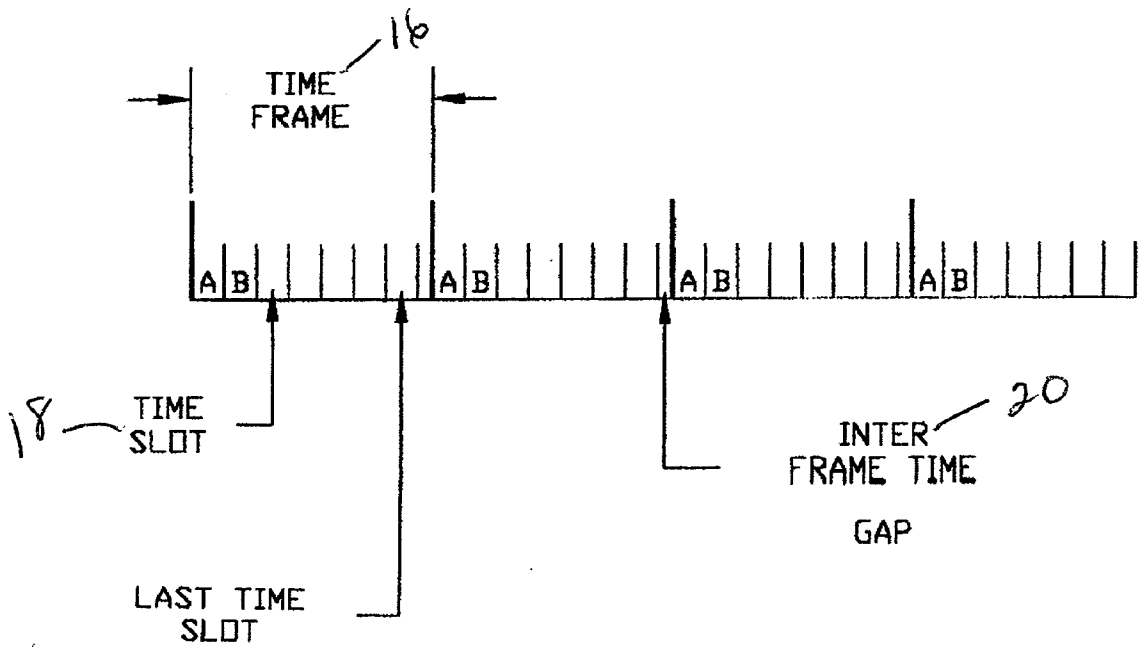 16
TIME
FRAME
A B A B A B A B
18
TIME
SLOT
20
INTER
FRAME TIME
GAP
LAST TIME
SLOT